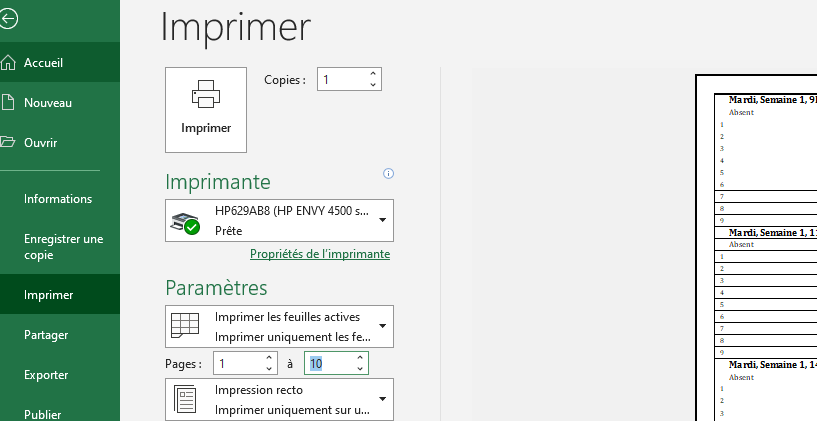 Imprimer
Accueil
Nouveau
Ouvrir
Informations
Enregistrer une
copie
Imprimer
Partager
Exporter
Publier
Imprimer
Copies :
1
Imprimante
HP629AB8 (HP ENVY 4500 s...
Prête
Propriétés de l'imprimante
Paramètres
Imprimer les feuilles actives
Imprimer uniquement les fe...
Pages :
1
à
10
Impression recto
Imprimer uniquement sur u...
Mardi, Semaine 1, 9
Absent
1
2
3
4
5
6
7
8
9
Mardi, Semaine 1, 1
Absent
1
2
3
4
5
6
7
8
9
Mardi, Semaine 1, 14
Absent
1
2
3